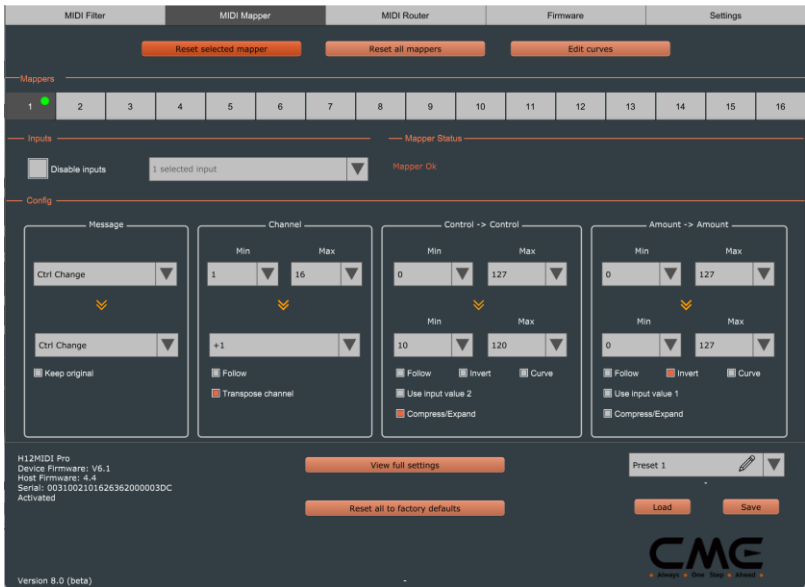 MIDI Filter MIDI Mapper MIDI Router Firmware Settings
Reset selected mapper Reset all mappers Edit curves
Mappers
1 2 3 4 5 6 7 8 9 10 11 12 13 14 15 16
Inputs Mapper Status
Disable inputs 1 selected input Mapper Ok
Config
Message Channel Control -> Control Amount -> Amount
Min Max Min Max Min Max
Ctrl Change 1 16 0 127 0 127
Min Max Min Max
Ctrl Change +1 10 120 0 127
Keep original Follow Follow Invert Curve Follow Invert Curve
Transpose channel Use input value 2 Use input value 1
Compress/Expand Compress/Expand
H12MIDI Pro
Device Firmware: V6.1
Host Firmware: 4.4
Serial: 0031002101626362000003DC
Activated
View full settings Preset 1
-
Reset all to factory defaults Load Save
CME
Always One Step Ahead
Version 8.0 (beta) -